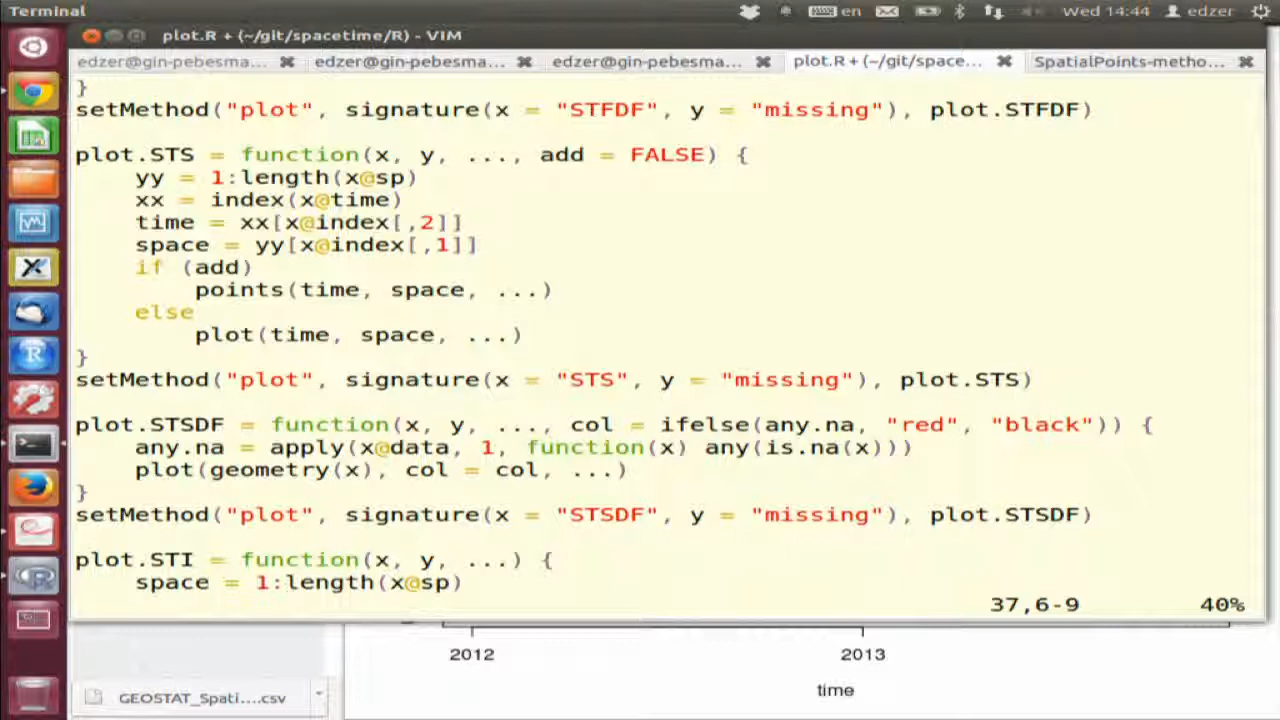 Terminal
en
Wed 14:44
edzer
plot.R + (~/git/spacetime/R) - VIM
edzer@gin-pebesma...
edzer@gin-pebesma...
edzer@gin-pebesma...
plot.R + (~/git/space...
SpatialPoints-metho...
}
setMethod("plot", signature(x = "STFDF", y = "missing"), plot.STFDF)
plot.STS = function(x, y, ..., add = FALSE) {
yy = 1:length(x@sp)
xx = index(x@time)
time = xx[x@index[,2]]
space = yy[x@index[,1]]
if (add)
points(time, space, ...)
else
plot(time, space, ...)
}
setMethod("plot", signature(x = "STS", y = "missing"), plot.STS)
plot.STSDF = function(x, y, ..., col = ifelse(any.na, "red", "black")) {
any.na = apply(x@data, 1, function(x) any(is.na(x)))
plot(geometry(x), col = col, ...)
}
setMethod("plot", signature(x = "STSDF", y = "missing"), plot.STSDF)
plot.STI = function(x, y, ...) {
space = 1:length(x@sp)
37,6-9
40%
2012
2013
time
GEOSTAT_Spati....csv